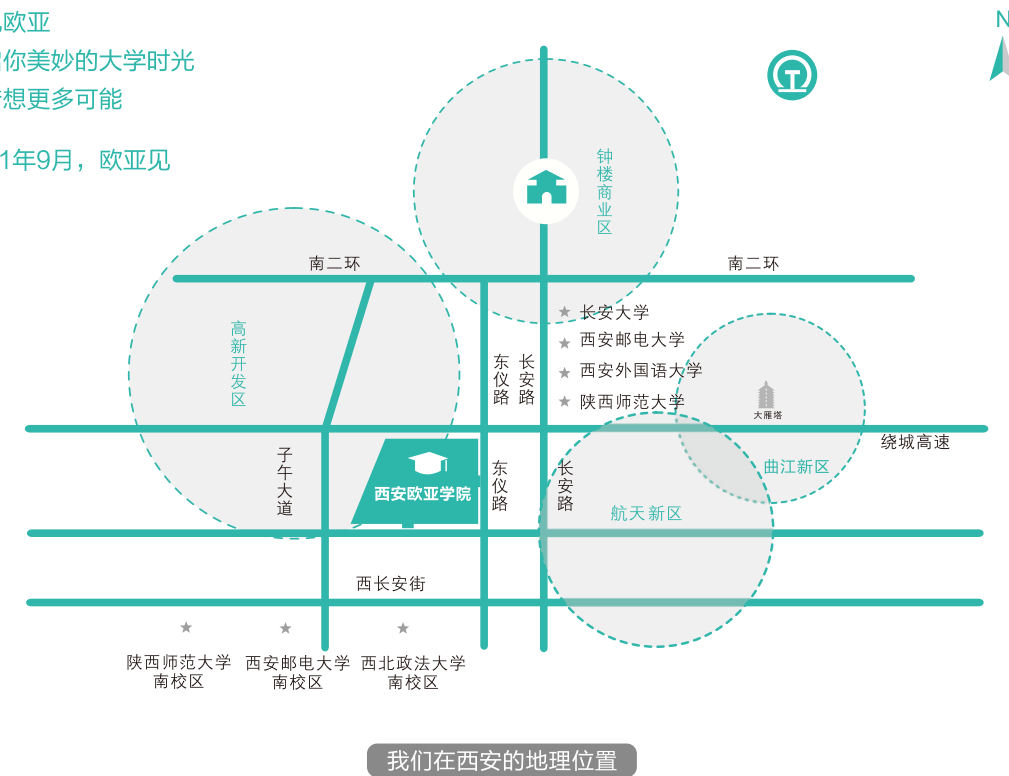 欧亚
你美妙的大学时光
想更多可能
1年9月，欧亚见
N
钟楼商业区
南二环
南二环
高新开发区
长安大学
西安邮电大学
西安外国语大学
陕西师范大学
东仪路
长安路
大雁塔
绕城高速
曲江新区
子午大道
西安欧亚学院
东仪路
长安路
航天新区
西长安街
陕西师范大学
南校区
西安邮电大学
南校区
西北政法大学
南校区
我们在西安的地理位置